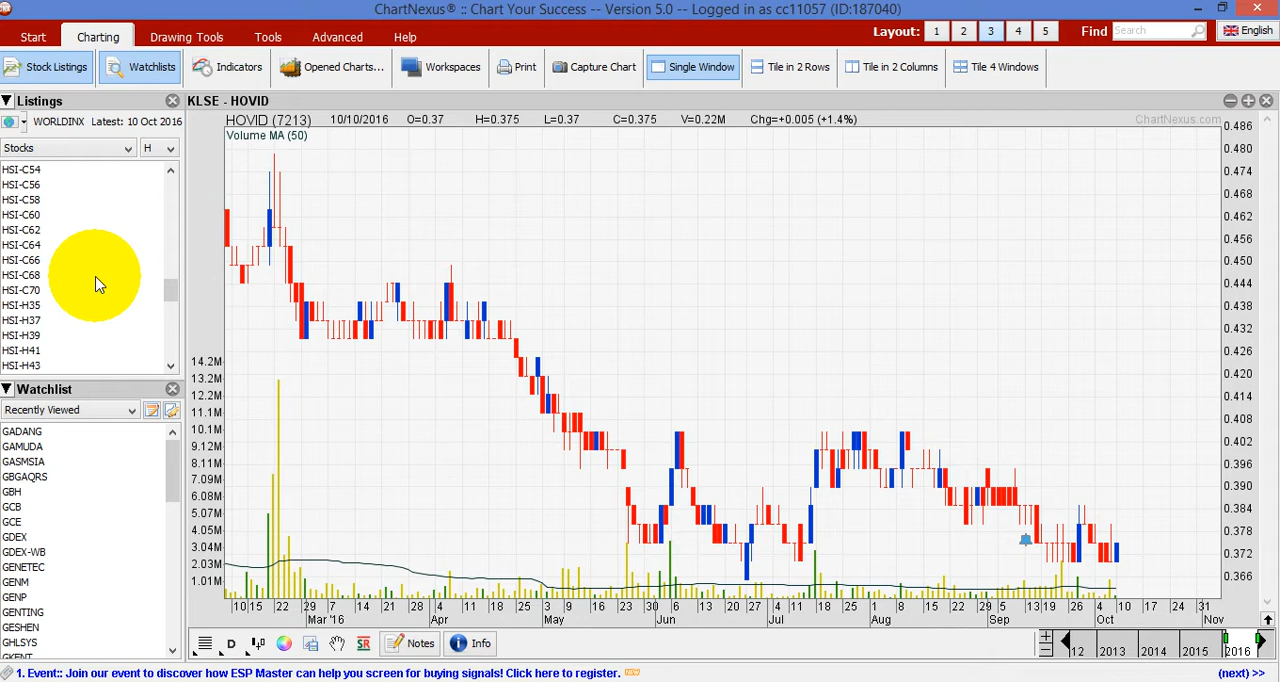 ChartNexus® :: Chart Your Success -- Version 5.0 -- Logged in as cc11057 (ID:187040)
Start Charting Drawing Tools Tools Advanced Help Layout: 1 2 3 4 5 Find Search English
Stock Listings Watchlists Indicators Opened Charts... Workspaces Print Capture Chart Single Window Tile in 2 Rows Tile in 2 Columns Tile 4 Windows
Listings
WORLDINX Latest: 10 Oct 2016
Stocks H
HSI-C54
HSI-C56
HSI-C58
HSI-C60
HSI-C62
HSI-C64
HSI-C66
HSI-C68
HSI-C70
HSI-H35
HSI-H37
HSI-H39
HSI-H41
HSI-H43
Watchlist
Recently Viewed
GADANG
GAMUDA
GASMSIA
GBGAQRS
GBH
GCB
GCE
GDEX
GDEX-WB
GENETEC
GENM
GENP
GENTING
GESHEN
GHLSYS
GKENT
KLSE - HOVID
HOVID (7213) 10/10/2016 O=0.37 H=0.375 L=0.37 C=0.375 V=0.22M Chg=+0.005 (+1.4%)
ChartNexus.com
Volume MA (50)
0.486
0.480
0.474
0.468
0.462
0.456
0.450
0.444
0.438
0.432
0.426
0.420
0.414
0.408
0.402
0.396
0.390
0.384
0.378
0.372
0.366
14.2M
13.2M
12.2M
11.1M
10.1M
9.12M
8.11M
7.09M
6.08M
5.07M
4.05M
3.04M
2.03M
1.01M
10 15 22 29 7 14 21 28 4 11 18 25 3 9 16 23 30 6 13 20 27 4 11 18 25 1 8 15 22 29 5 13 19 26 4 10 17 24 31
Mar '16 Apr May Jun Jul Aug Sep Oct Nov
D SR Notes Info
12 2013 2014 2015 2016
1. Event:: Join our event to discover how ESP Master can help you screen for buying signals! Click here to register. NEW
(next) >>